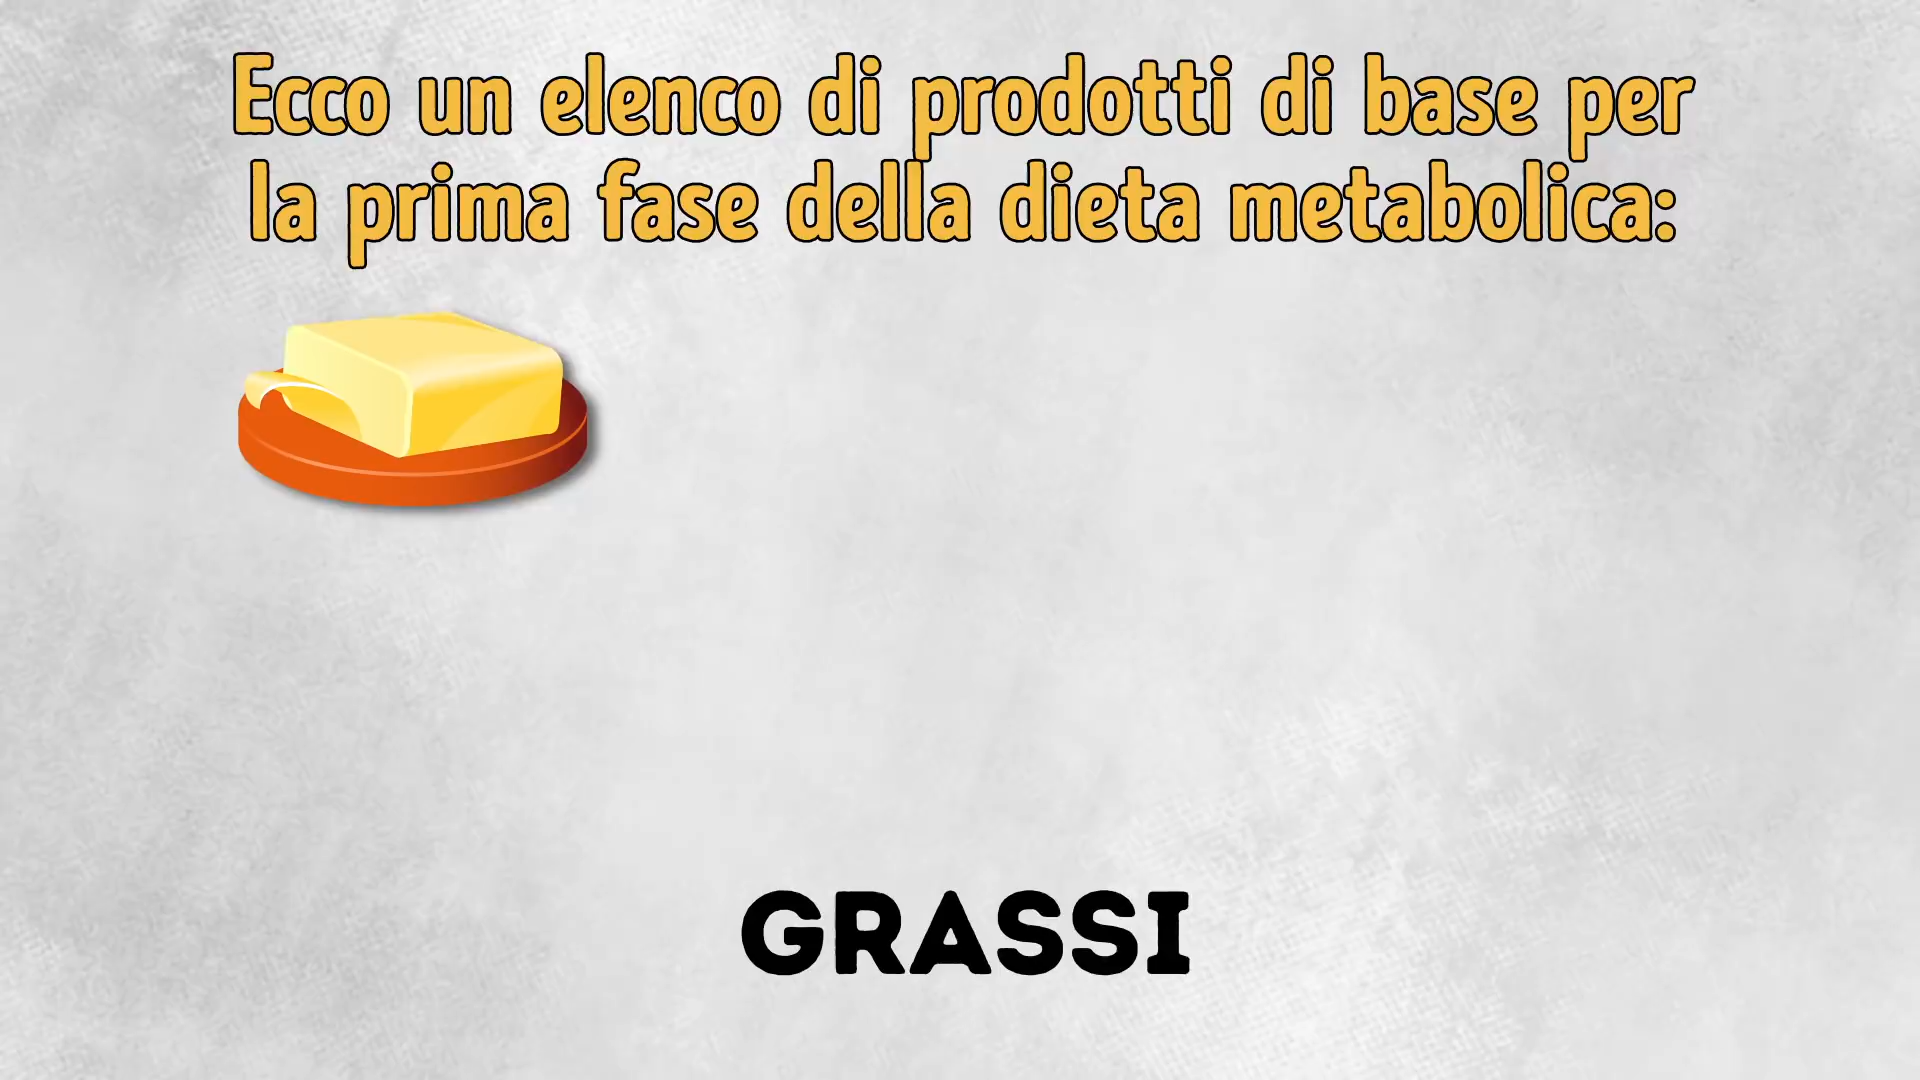 Ecco un elenco di prodotti di base per
la prima fase della dieta metabolica:
GRASSI